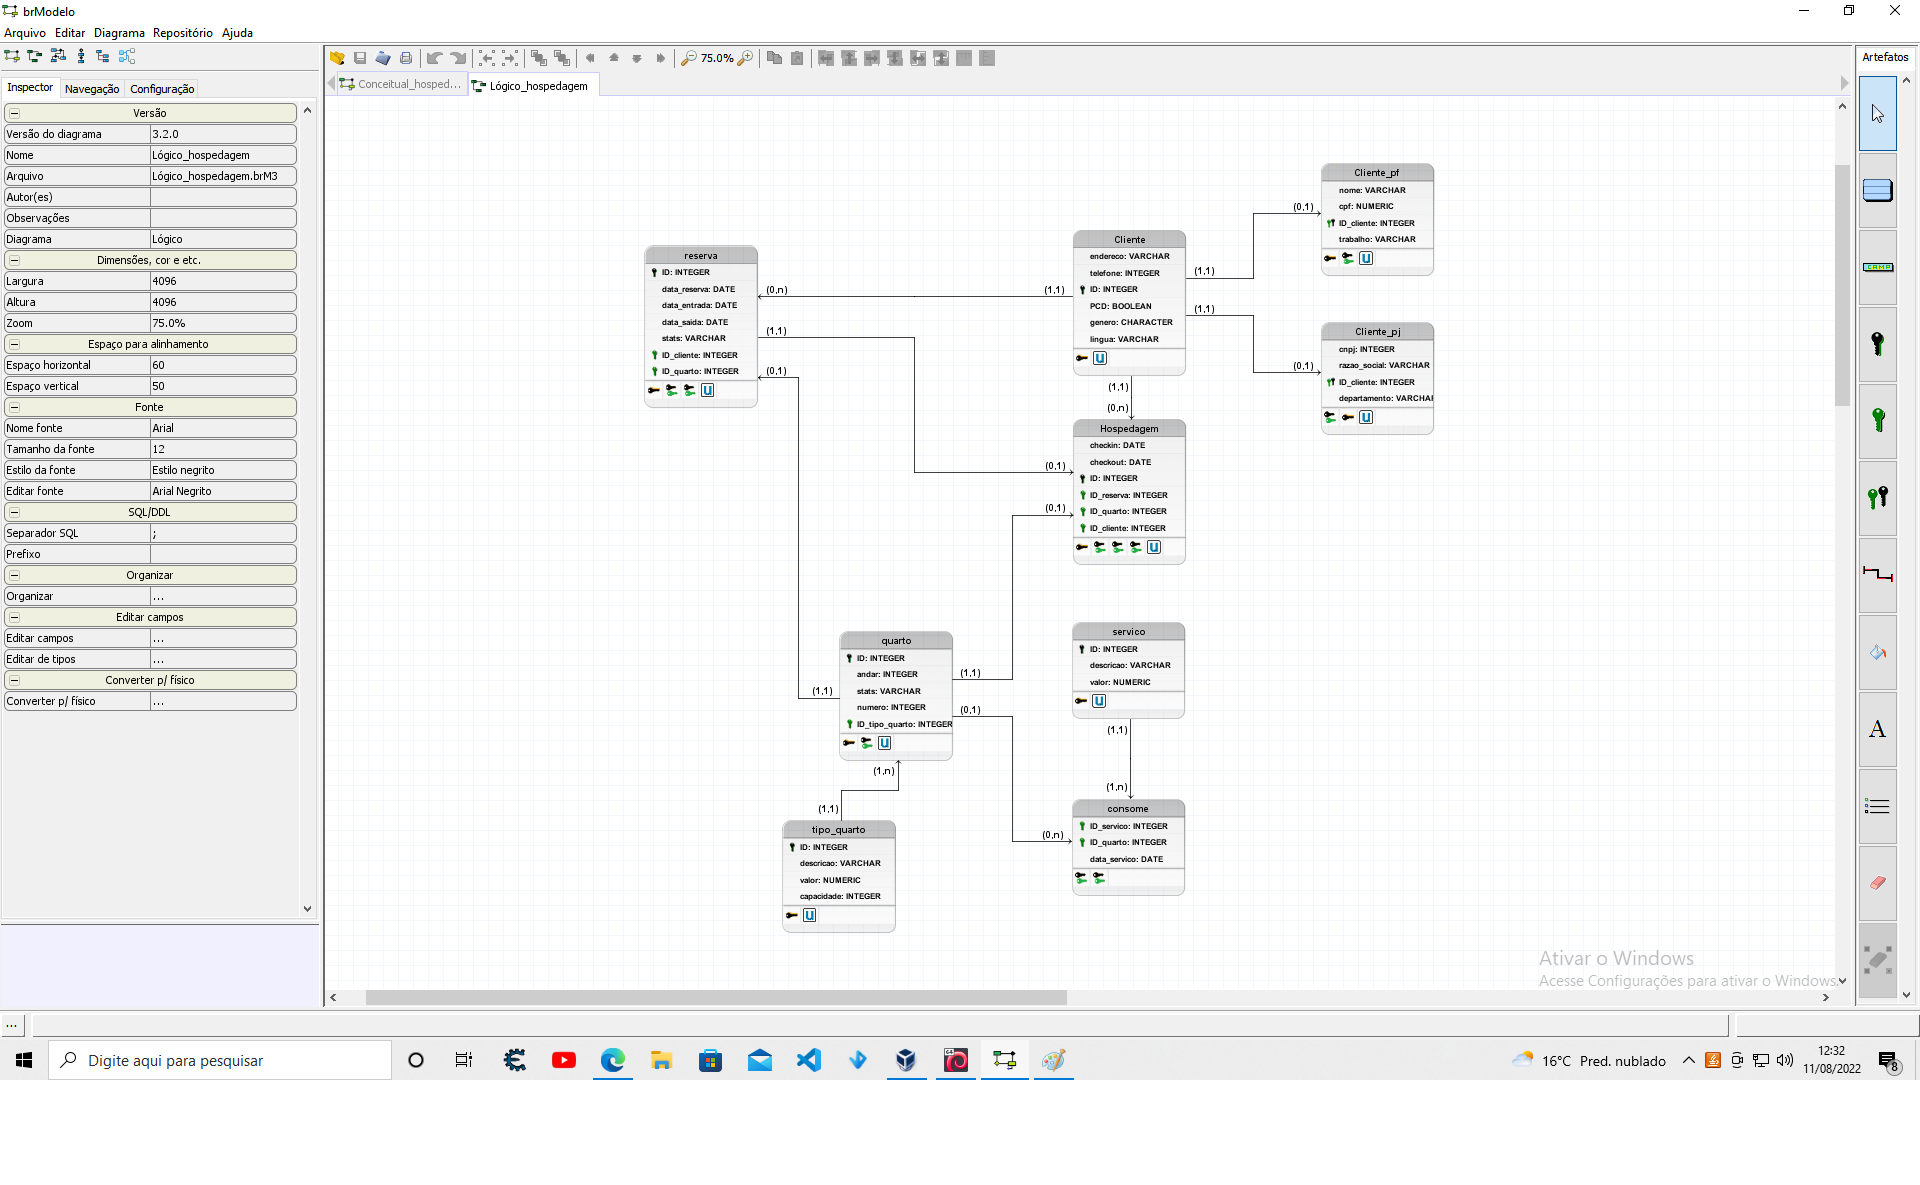 brModelo
Arquivo Editar Diagrama Repositório Ajuda
75.0%
Artefatos
Inspector Navegação Configuração
Conceitual_hosped... Lógico_hospedagem
Versão
Versão do diagrama 3.2.0
Nome Lógico_hospedagem
Arquivo Lógico_hospedagem.brM3
Autor(es)
Observações
Diagrama Lógico
Dimensões, cor e etc.
Largura 4096
Altura 4096
Zoom 75.0%
Espaço para alinhamento
Espaço horizontal 60
Espaço vertical 50
Fonte
Nome fonte Arial
Tamanho da fonte 12
Estilo da fonte Estilo negrito
Editar fonte Arial Negrito
SQL/DDL
Separador SQL ;
Prefixo
Organizar
Organizar ...
Editar campos
Editar campos ...
Editar de tipos ...
Converter p/ físico
Converter p/ físico ...
reserva
ID: INTEGER
data_reserva: DATE
data_entrada: DATE
data_saida: DATE
stats: VARCHAR
ID_cliente: INTEGER
ID_quarto: INTEGER
U
(0,n)
(1,1)
(1,1)
(0,1)
Cliente
endereco: VARCHAR
telefone: INTEGER
ID: INTEGER
PCD: BOOLEAN
genero: CHARACTER
lingua: VARCHAR
U
(1,1)
(1,1)
(1,1)
(0,n)
Cliente_pf
nome: VARCHAR
cpf: NUMERIC
ID_cliente: INTEGER
trabalho: VARCHAR
U
(0,1)
Cliente_pj
cnpj: INTEGER
razao_social: VARCHAR
ID_cliente: INTEGER
departamento: VARCHAR
U
(0,1)
Hospedagem
checkin: DATE
checkout: DATE
ID: INTEGER
ID_reserva: INTEGER
ID_quarto: INTEGER
ID_cliente: INTEGER
U
(0,1)
(0,1)
quarto
ID: INTEGER
andar: INTEGER
stats: VARCHAR
numero: INTEGER
ID_tipo_quarto: INTEGER
U
(1,1)
(1,1)
(0,1)
(1,n)
(1,1)
tipo_quarto
ID: INTEGER
descricao: VARCHAR
valor: NUMERIC
capacidade: INTEGER
U
servico
ID: INTEGER
descricao: VARCHAR
valor: NUMERIC
U
(1,1)
(1,n)
(0,n)
consome
ID_servico: INTEGER
ID_quarto: INTEGER
data_servico: DATE
CAMPO
A
Ativar o Windows
Acesse Configurações para ativar o Windows.
...
Digite aqui para pesquisar
16°C Pred. nublado
12:32
11/08/2022
8